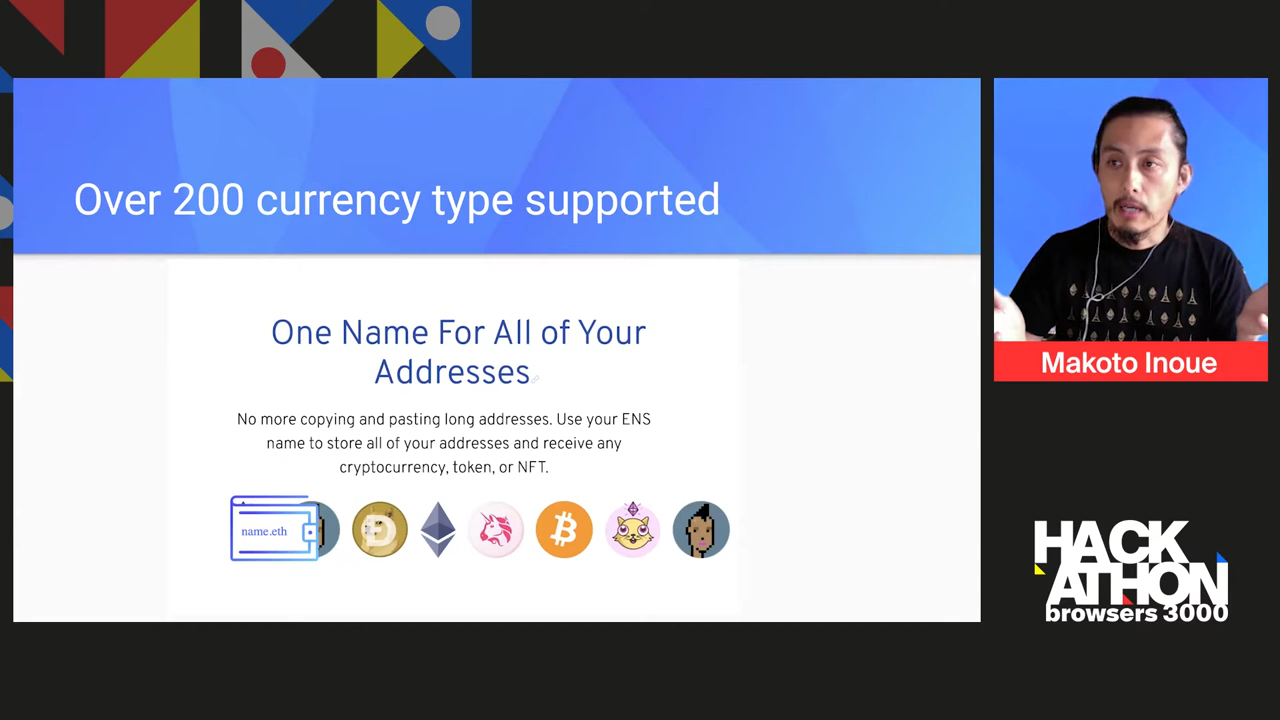 Over 200 currency type supported
One Name For All of Your
Addresses
No more copying and pasting long addresses. Use your ENS
name to store all of your addresses and receive any
cryptocurrency, token, or NFT.
name.eth
Makoto Inoue
HACK
ATHON
browsers 3000